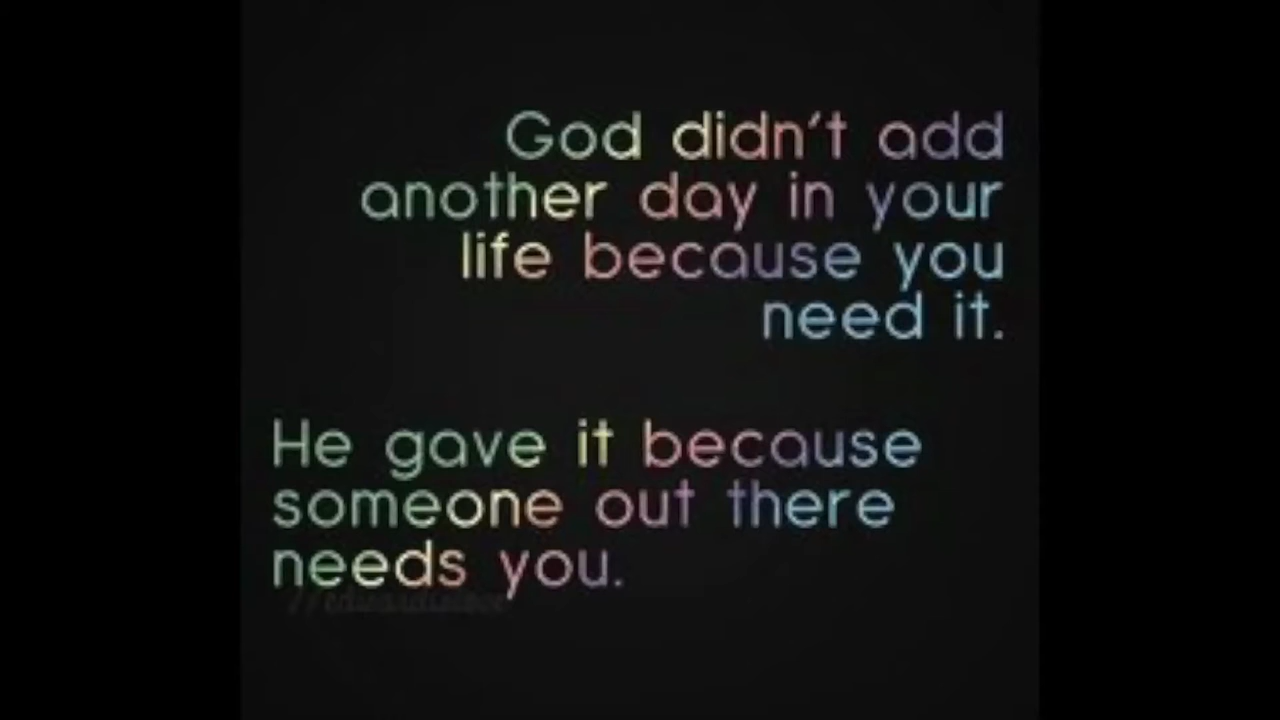 God didn't add
another day in your
life because you
need it.
He gave it because
someone out there
needs you.